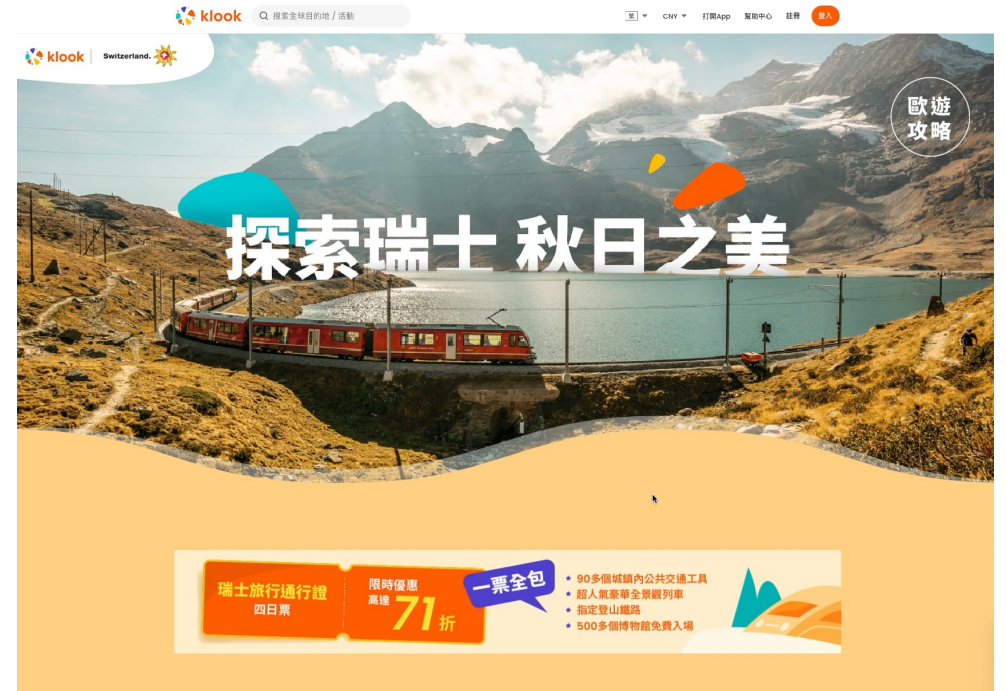 klook
搜索全球目的地 / 活動
繁
CNY
打開App
幫助中心
註冊
登入
klook
Switzerland.
歐遊
攻略
探索瑞士 秋日之美
瑞士旅行通行證
四日票
限時優惠
高達
71折
一票全包
★ 90多個城鎮內公共交通工具
★ 超人氣豪華全景觀列車
★ 指定登山鐵路
★ 500多個博物館免費入場